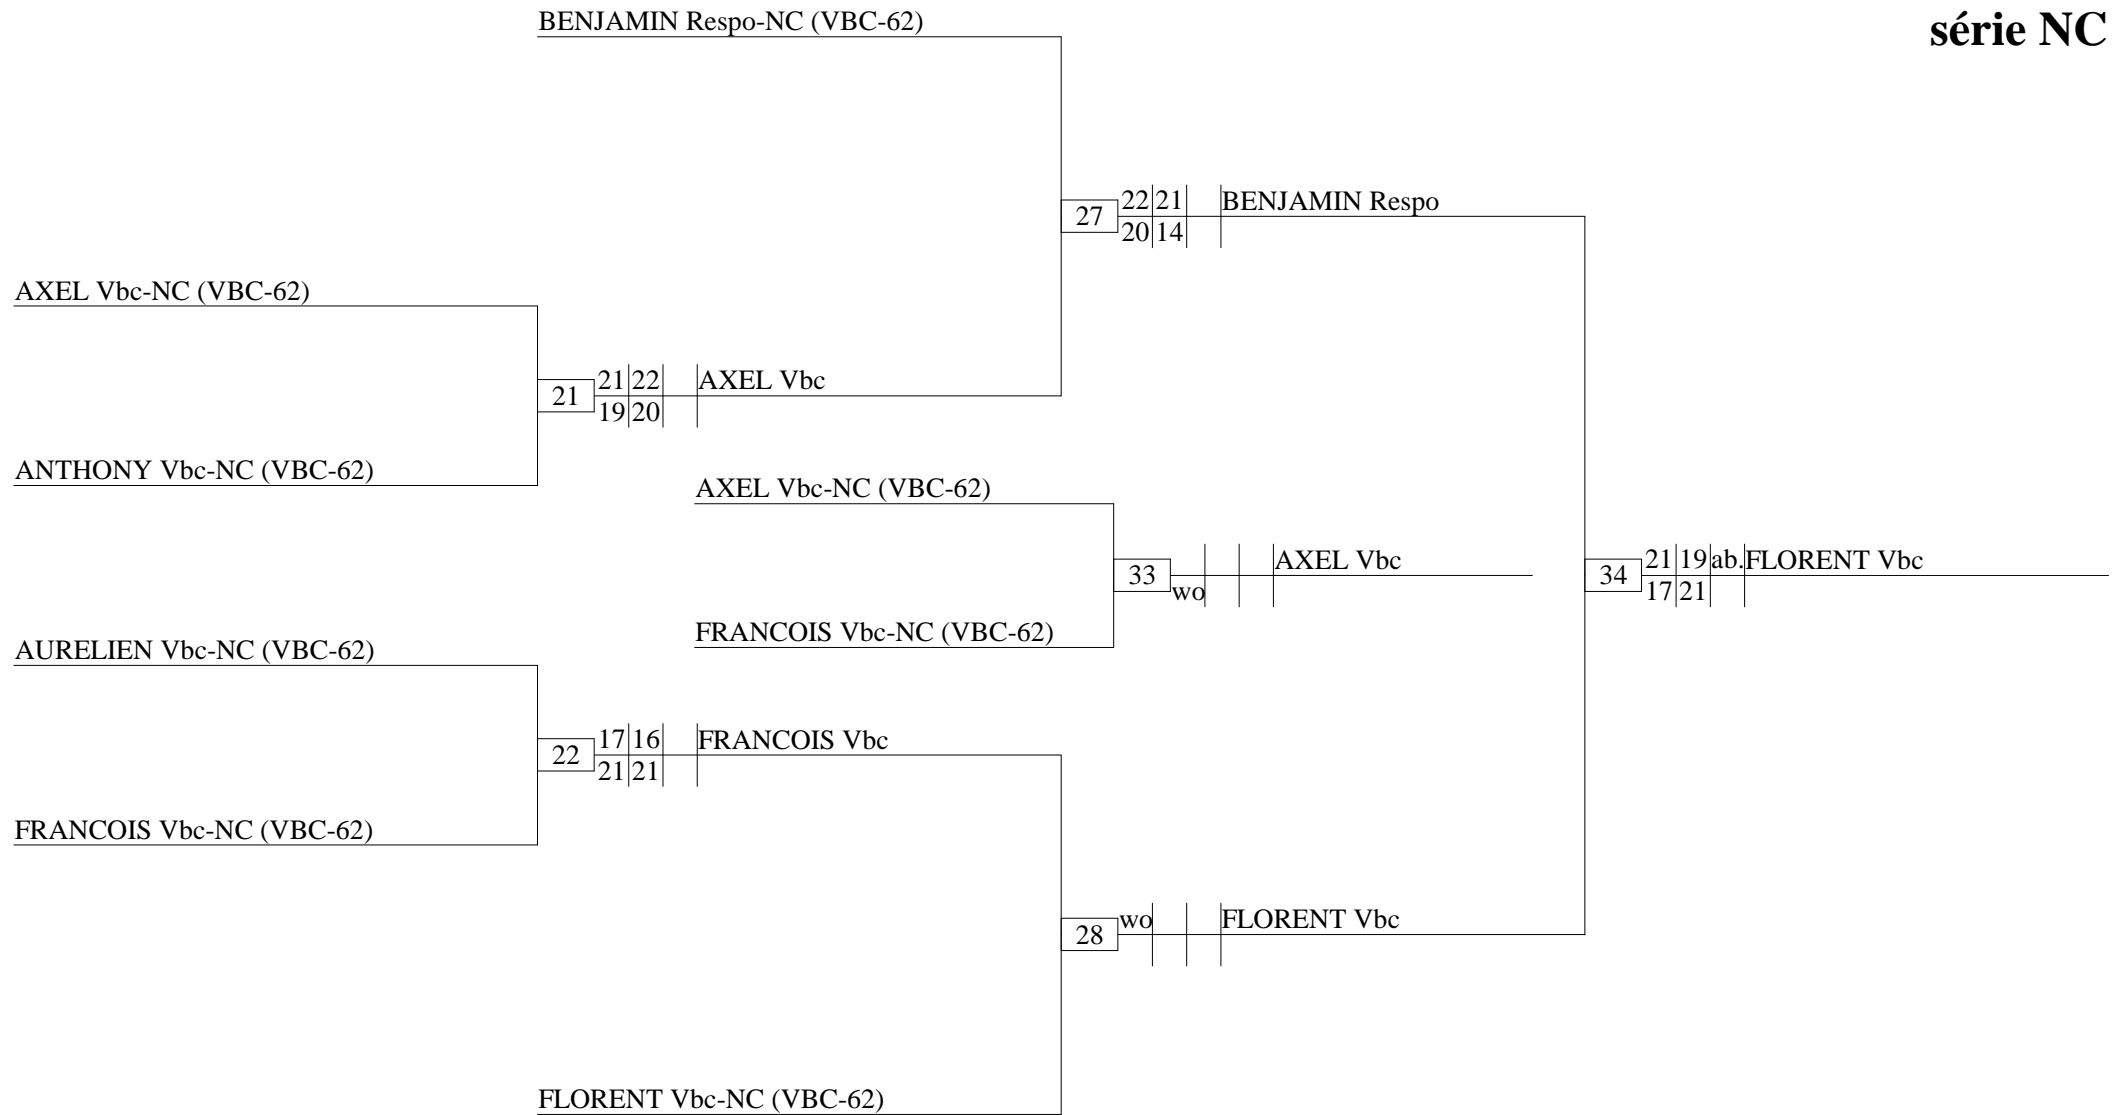 BENJAMIN Respo-NC (VBC-62)
série NC
22 21
BENJAMIN Respo
27
20 14
AXEL Vbc-NC (VBC-62)
21 22
AXEL Vbc
21
19 20
ANTHONY Vbc-NC (VBC-62)
AXEL Vbc-NC (VBC-62)
33
wo
AXEL Vbc
21 19 ab.
FLORENT Vbc
34
17 21
FRANCOIS Vbc-NC (VBC-62)
AURELIEN Vbc-NC (VBC-62)
17 16
FRANCOIS Vbc
22
21 21
FRANCOIS Vbc-NC (VBC-62)
wo
FLORENT Vbc
28
FLORENT Vbc-NC (VBC-62)